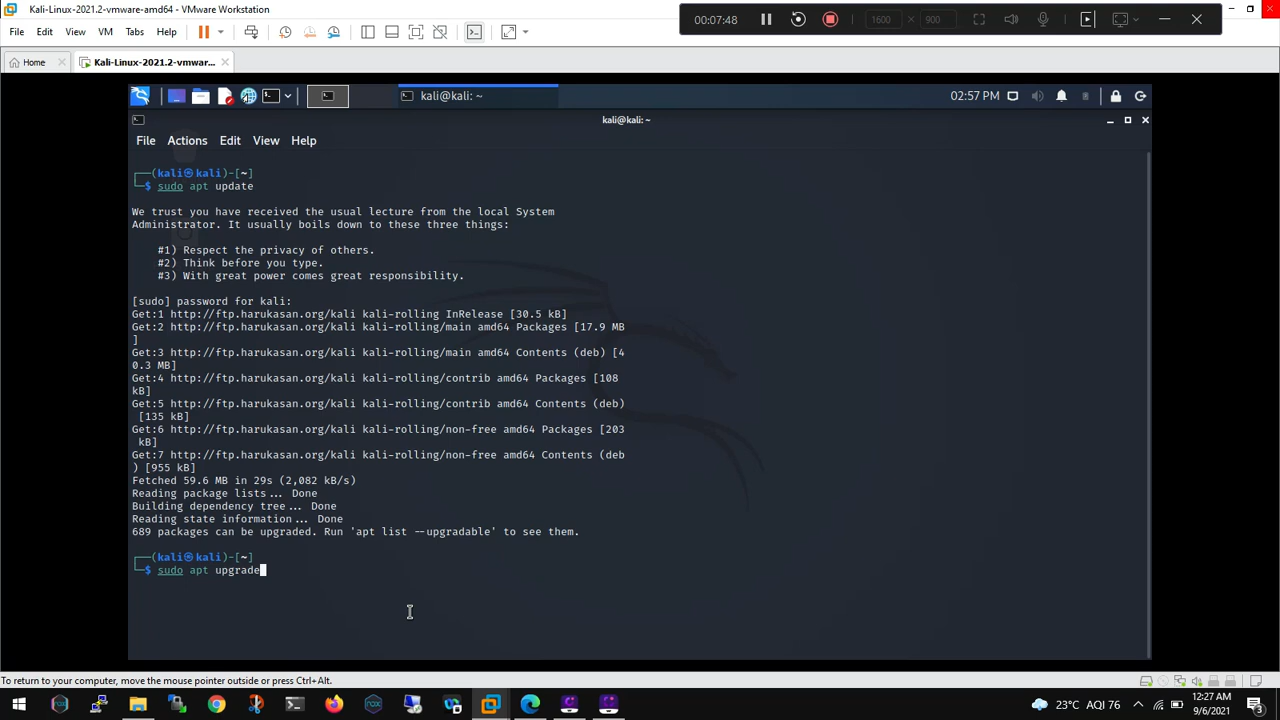 Kali-Linux-2021.2-vmware-amd64 - VMware Workstation
00:07:48
1600 × 900
File Edit View VM Tabs Help
Home
Kali-Linux-2021.2-vmwar...
kali@kali: ~
02:57 PM
kali@kali: ~
File Actions Edit View Help
┌──(kali㉿kali)-[~]
└─$ sudo apt update
We trust you have received the usual lecture from the local System
Administrator. It usually boils down to these three things:
#1) Respect the privacy of others.
#2) Think before you type.
#3) With great power comes great responsibility.
[sudo] password for kali:
Get:1 http://ftp.harukasan.org/kali kali-rolling InRelease [30.5 kB]
Get:2 http://ftp.harukasan.org/kali kali-rolling/main amd64 Packages [17.9 MB
]
Get:3 http://ftp.harukasan.org/kali kali-rolling/main amd64 Contents (deb) [4
0.3 MB]
Get:4 http://ftp.harukasan.org/kali kali-rolling/contrib amd64 Packages [108
kB]
Get:5 http://ftp.harukasan.org/kali kali-rolling/contrib amd64 Contents (deb)
[135 kB]
Get:6 http://ftp.harukasan.org/kali kali-rolling/non-free amd64 Packages [203
kB]
Get:7 http://ftp.harukasan.org/kali kali-rolling/non-free amd64 Contents (deb
) [955 kB]
Fetched 59.6 MB in 29s (2,082 kB/s)
Reading package lists... Done
Building dependency tree... Done
Reading state information... Done
689 packages can be upgraded. Run 'apt list --upgradable' to see them.
┌──(kali㉿kali)-[~]
└─$ sudo apt upgrade
To return to your computer, move the mouse pointer outside or press Ctrl+Alt.
23°C AQI 76
12:27 AM
9/6/2021
3